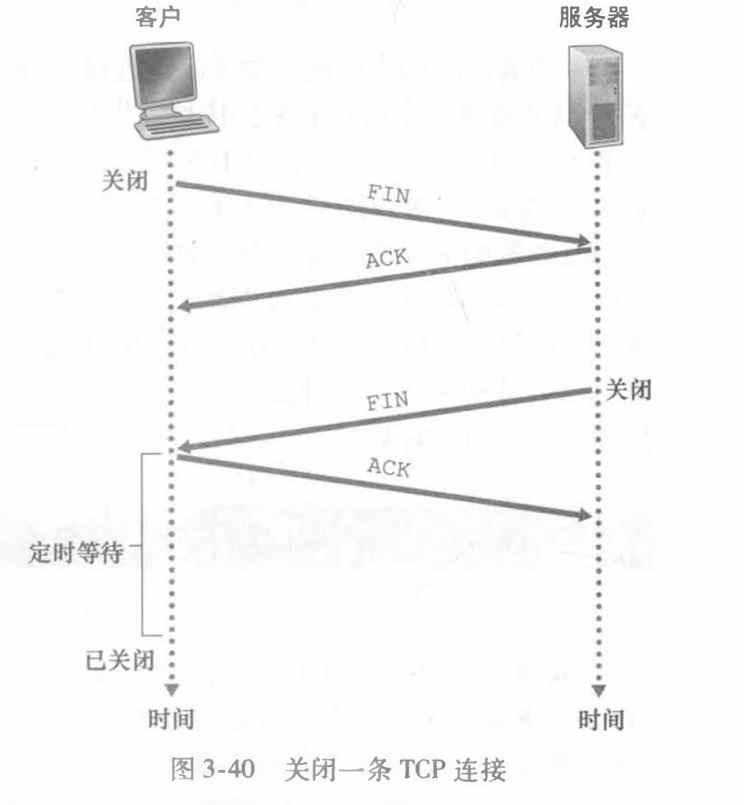 客户 服务器
关闭
FIN
ACK
关闭
FIN
ACK
定时等待
已关闭
时间 时间
图 3-40 关闭一条 TCP 连接